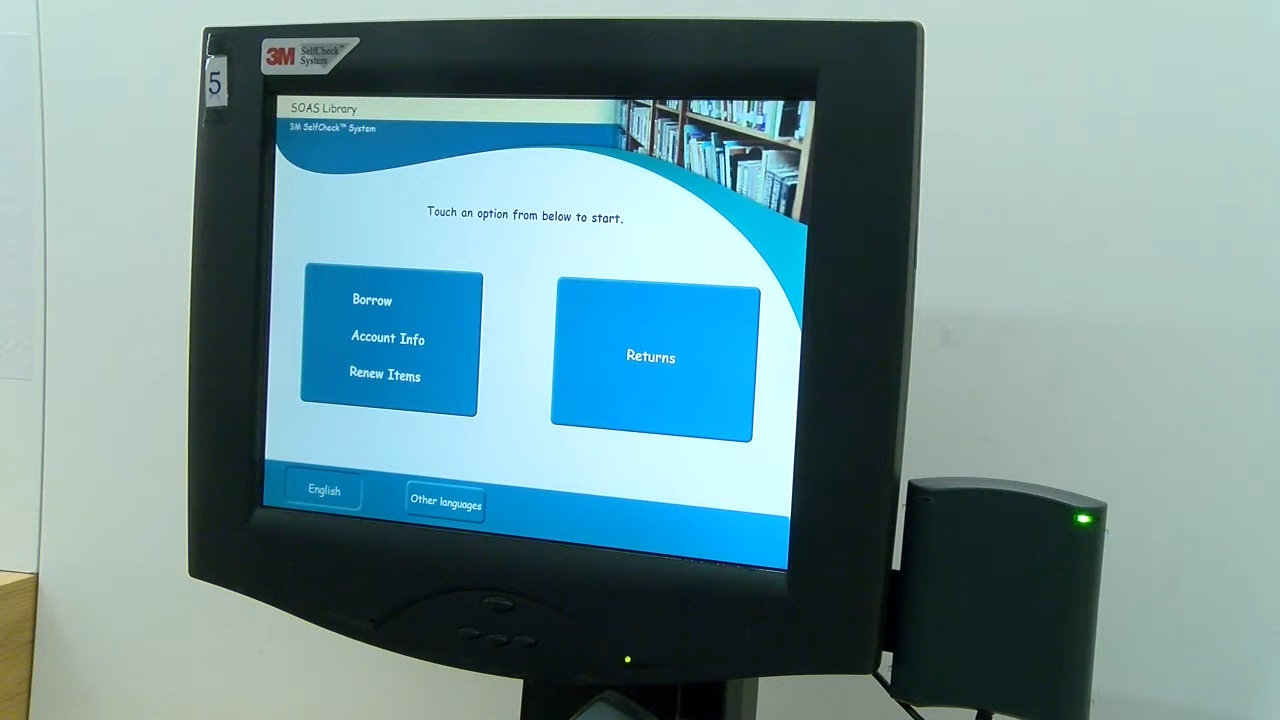 3M SelfCheck™
System
5
SOAS Library
3M SelfCheck™ System
Touch an option from below to start.
Borrow
Account Info
Renew Items
Returns
English
Other languages